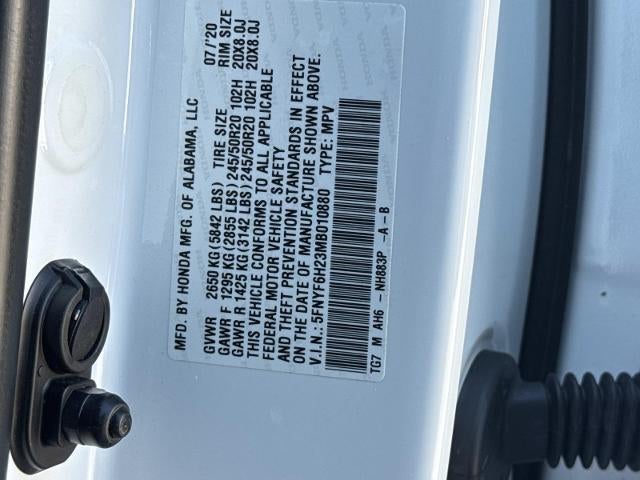 MFD. BY HONDA MFG. OF ALABAMA, LLC 07/'20
GVWR 2650 KG (5842 LBS) TIRE SIZE RIM SIZE
GAWR F 1295 KG (2855 LBS) 245/50R20 102H 20X8.0J
GAWR R 1425 KG (3142 LBS) 245/50R20 102H 20X8.0J
THIS VEHICLE CONFORMS TO ALL APPLICABLE
FEDERAL MOTOR VEHICLE SAFETY
AND THEFT PREVENTION STANDARDS IN EFFECT
ON THE DATE OF MANUFACTURE SHOWN ABOVE.
V.I.N.: 5FNYF6H23MB010880 TYPE: MPV
TG7 M AH6 -NH883P -A -B